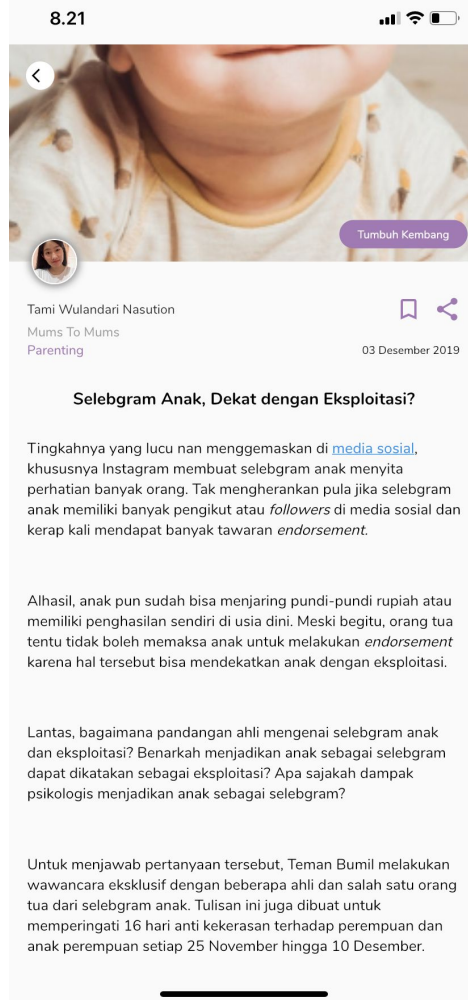 8.21
Tumbuh Kembang
Tami Wulandari Nasution
Mums To Mums
Parenting
03 Desember 2019
Selebgram Anak, Dekat dengan Eksploitasi?
Tingkahnya yang lucu nan menggemaskan di media sosial,
khususnya Instagram membuat selebgram anak menyita
perhatian banyak orang. Tak mengherankan pula jika selebgram
anak memiliki banyak pengikut atau followers di media sosial dan
kerap kali mendapat banyak tawaran endorsement.
Alhasil, anak pun sudah bisa menjaring pundi-pundi rupiah atau
memiliki penghasilan sendiri di usia dini. Meski begitu, orang tua
tentu tidak boleh memaksa anak untuk melakukan endorsement
karena hal tersebut bisa mendekatkan anak dengan eksploitasi.
Lantas, bagaimana pandangan ahli mengenai selebgram anak
dan eksploitasi? Benarkah menjadikan anak sebagai selebgram
dapat dikatakan sebagai eksploitasi? Apa sajakah dampak
psikologis menjadikan anak sebagai selebgram?
Untuk menjawab pertanyaan tersebut, Teman Bumil melakukan
wawancara eksklusif dengan beberapa ahli dan salah satu orang
tua dari selebgram anak. Tulisan ini juga dibuat untuk
memperingati 16 hari anti kekerasan terhadap perempuan dan
anak perempuan setiap 25 November hingga 10 Desember.